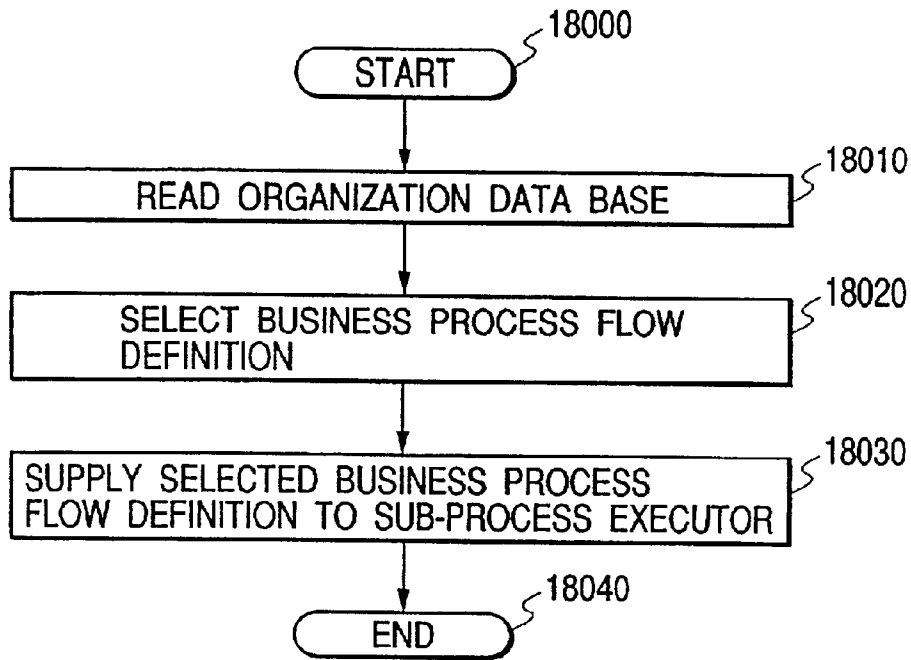 18000
START
18010
READ ORGANIZATION DATA BASE
18020
SELECT BUSINESS PROCESS FLOW
DEFINITION
18030
SUPPLY SELECTED BUSINESS PROCESS
FLOW DEFINITION TO SUB-PROCESS EXECUTOR
18040
END